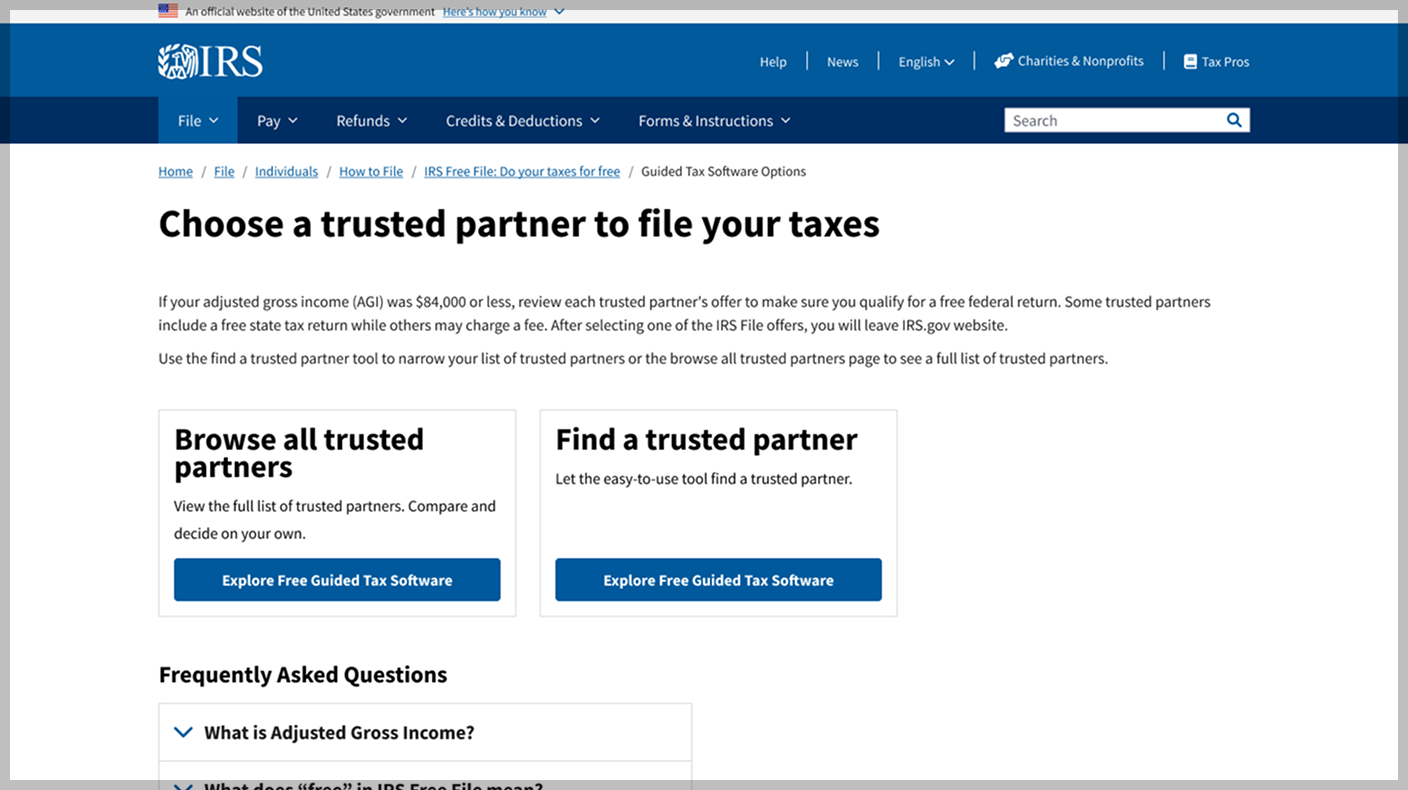 An official website of the United States government Here's how you know
IRS
Help News English Charities & Nonprofits Tax Pros
File Pay Refunds Credits & Deductions Forms & Instructions Search
Home / File / Individuals / How to File / IRS Free File: Do your taxes for free / Guided Tax Software Options
Choose a trusted partner to file your taxes
If your adjusted gross income (AGI) was $84,000 or less, review each trusted partner's offer to make sure you qualify for a free federal return. Some trusted partners
include a free state tax return while others may charge a fee. After selecting one of the IRS File offers, you will leave IRS.gov website.
Use the find a trusted partner tool to narrow your list of trusted partners or the browse all trusted partners page to see a full list of trusted partners.
Browse all trusted
partners
View the full list of trusted partners. Compare and
decide on your own.
Explore Free Guided Tax Software
Find a trusted partner
Let the easy-to-use tool find a trusted partner.
Explore Free Guided Tax Software
Frequently Asked Questions
What is Adjusted Gross Income?
What does “free” in IRS Free File mean?